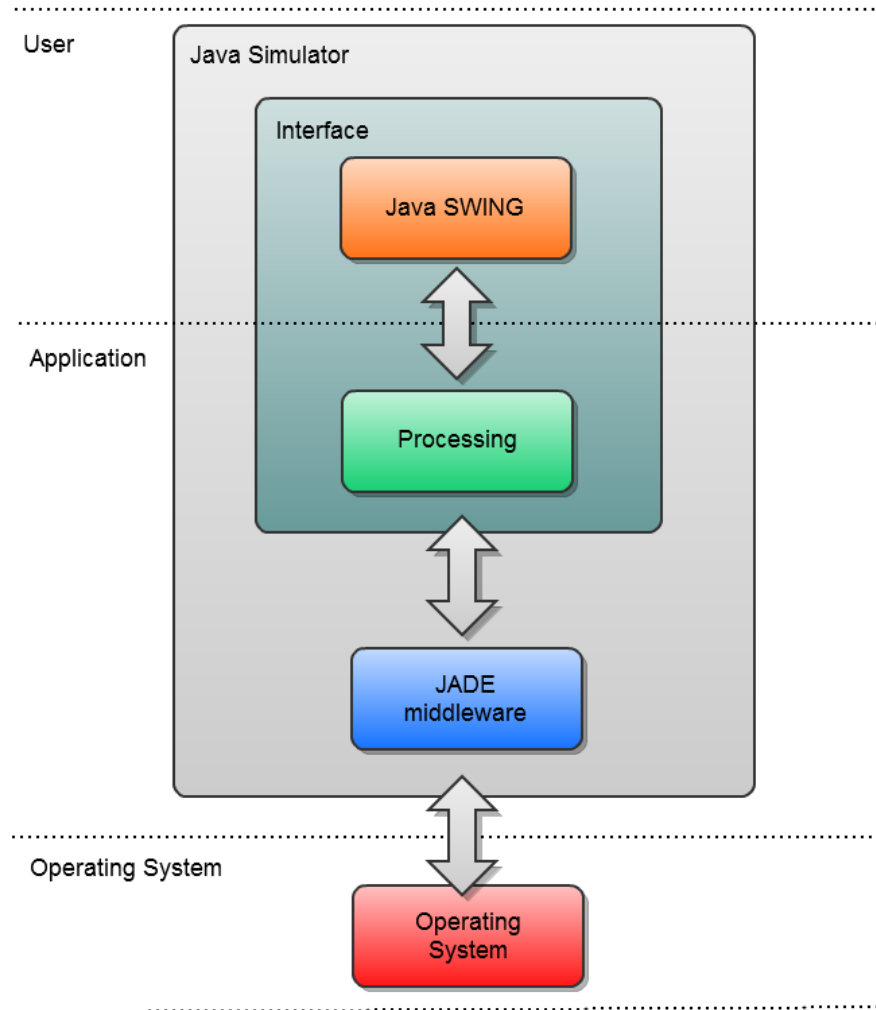 User
Java Simulator
Interface
Java SWING
Application
Processing
JADE
middleware
Operating System
Operating
System